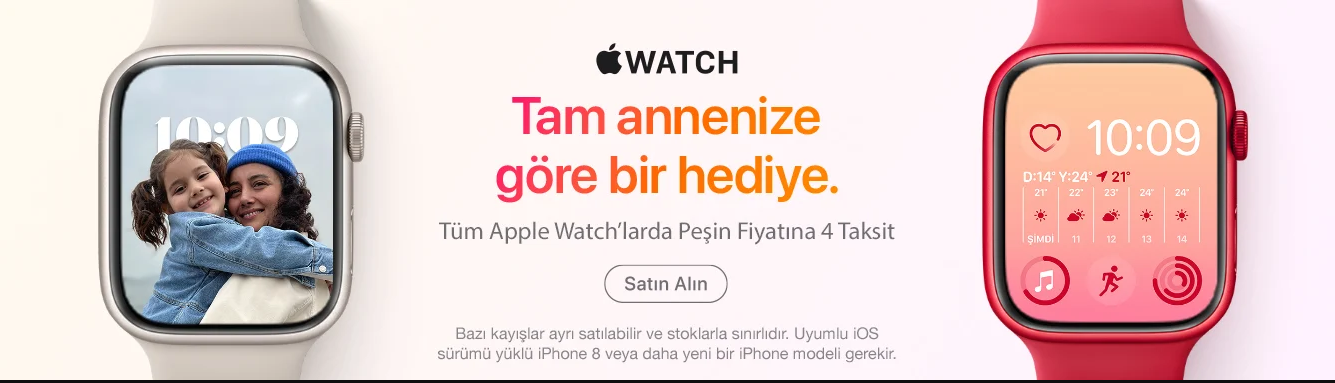 10:09
WATCH
Tam annenize
göre bir hediye.
Tüm Apple Watch’larda Peşin Fiyatına 4 Taksit
Satın Alın
Bazı kayışlar ayrı satılabilir ve stoklarla sınırlıdır. Uyumlu iOS
sürümü yüklü iPhone 8 veya daha yeni bir iPhone modeli gerekir.
10:09
D:14° Y:24° 21°
21° 22° 23° 24° 24°
ŞİMDİ 11 12 13 14